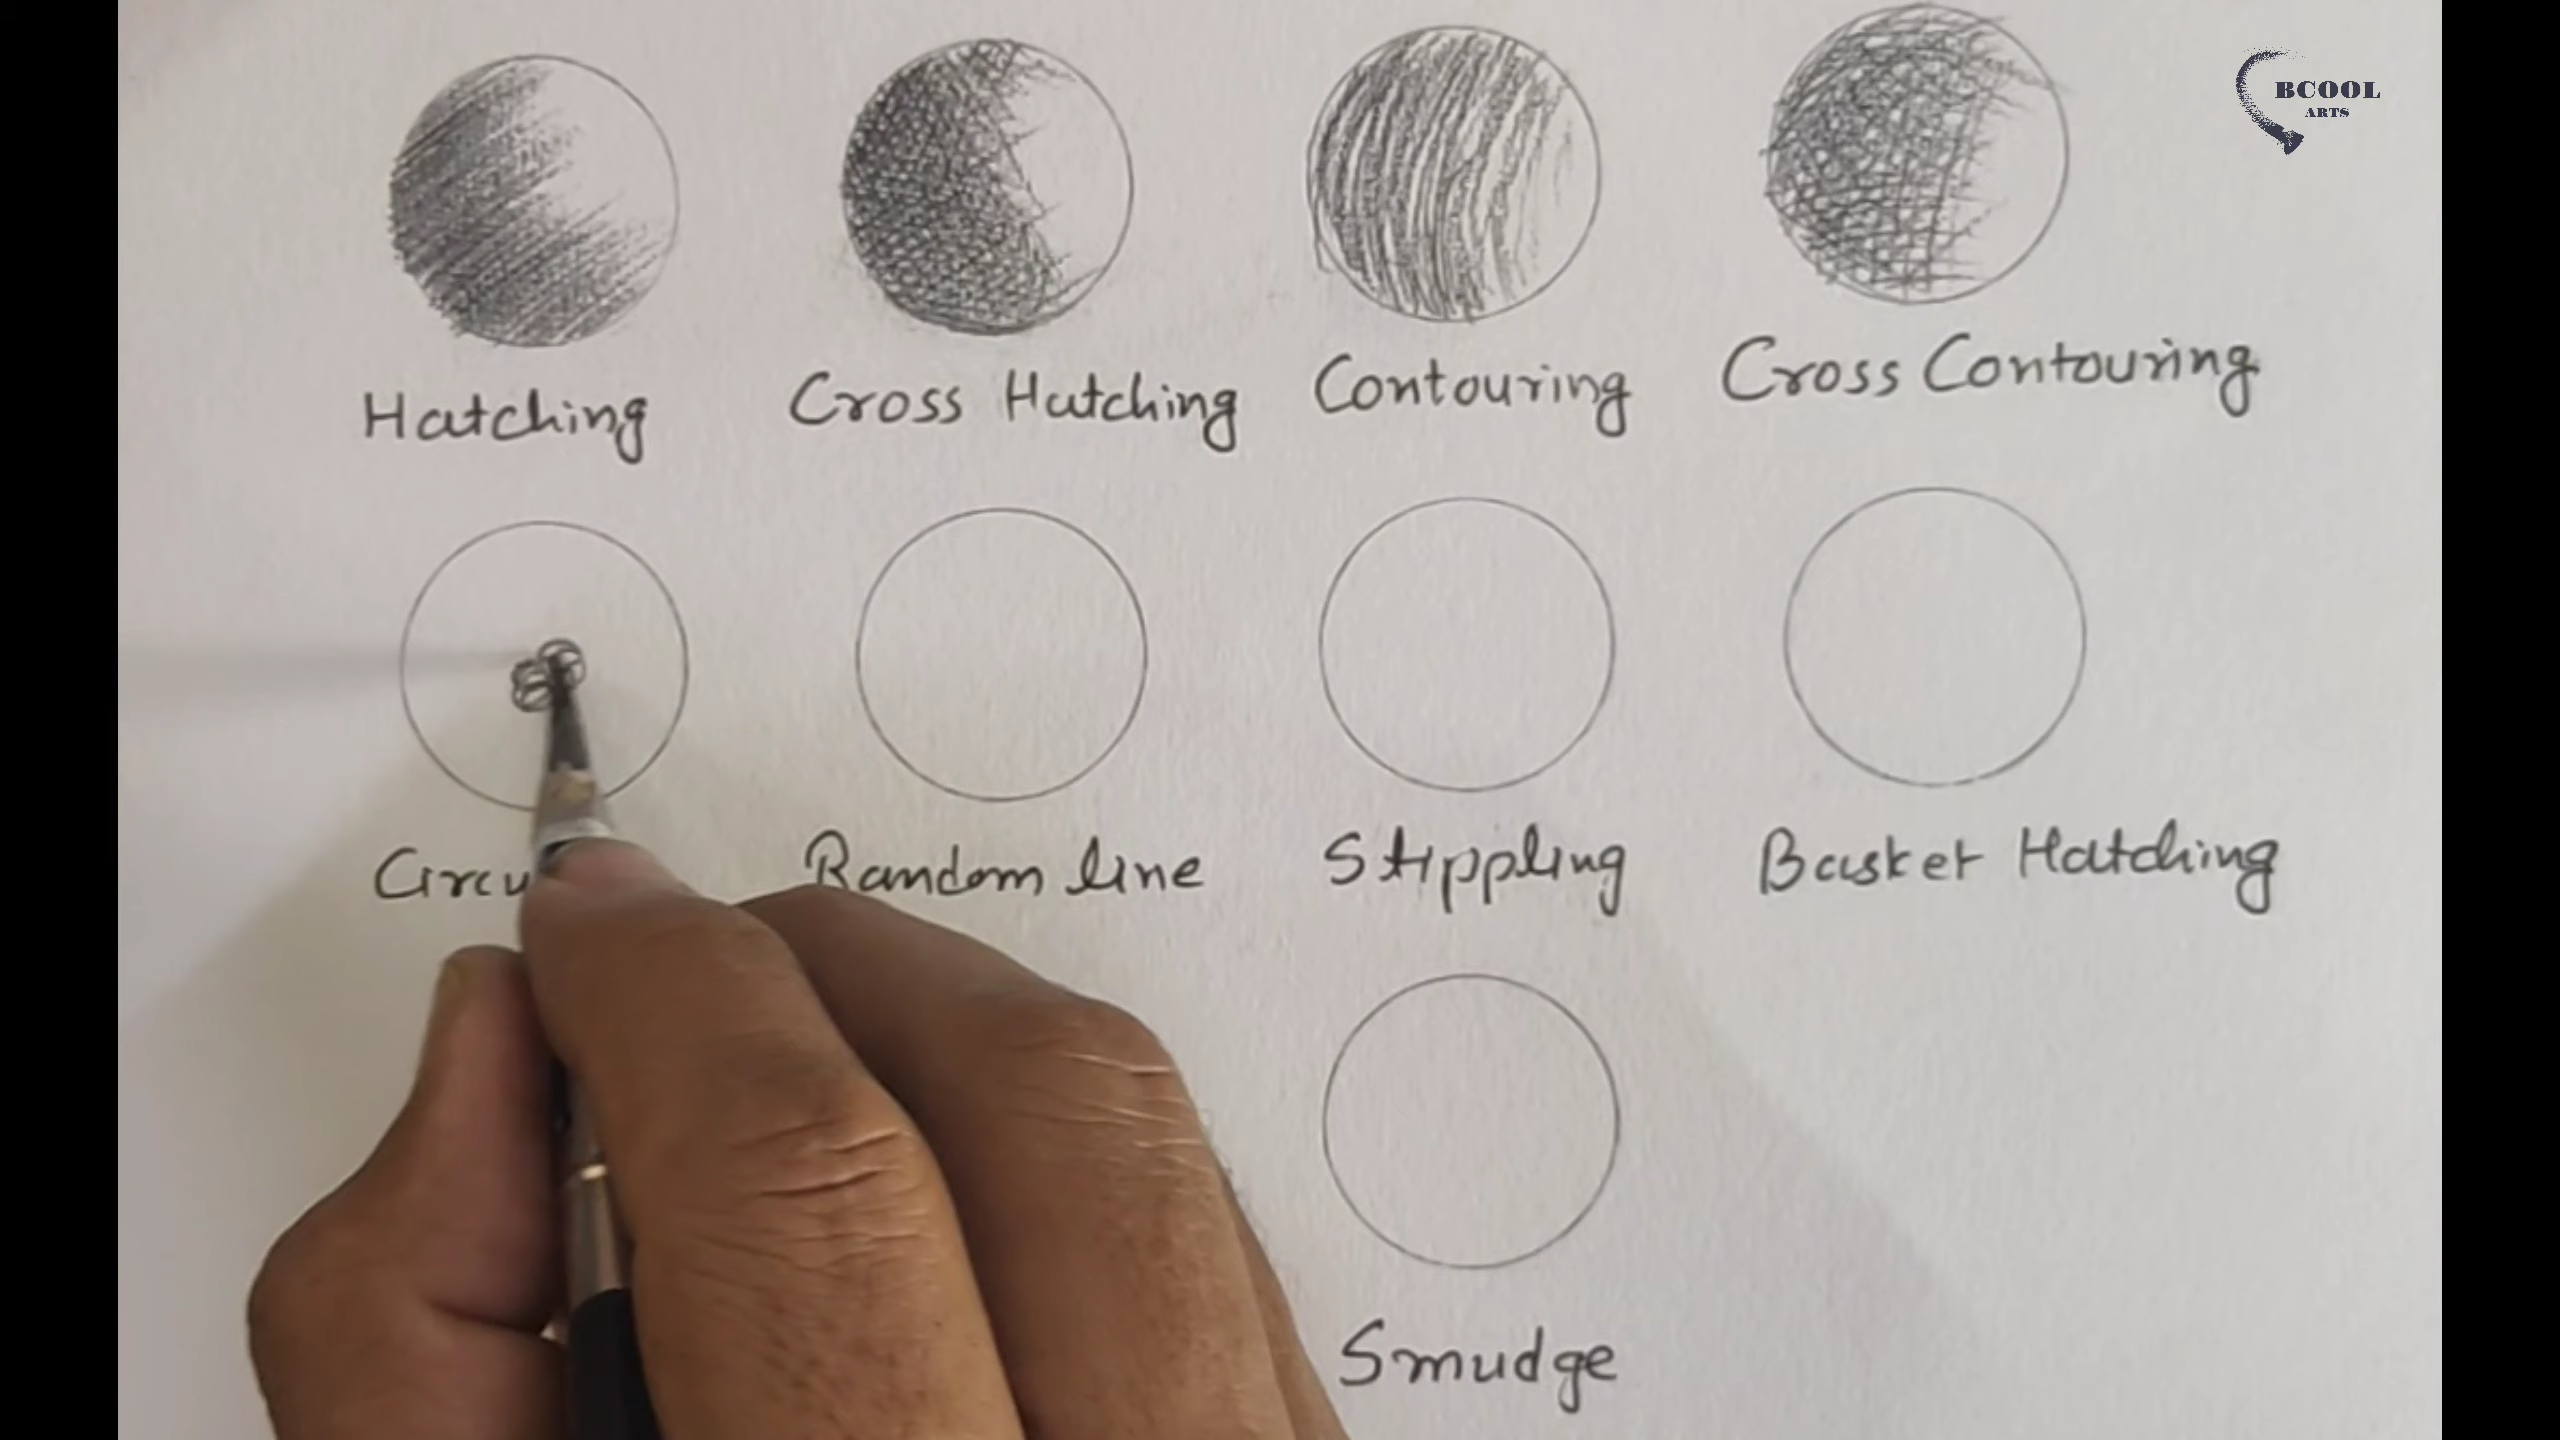 BCOOL
ARTS
Hatching
Cross Hatching
Contouring
Cross Contouring
Random line
Stippling
Basket Hatching
Smudge